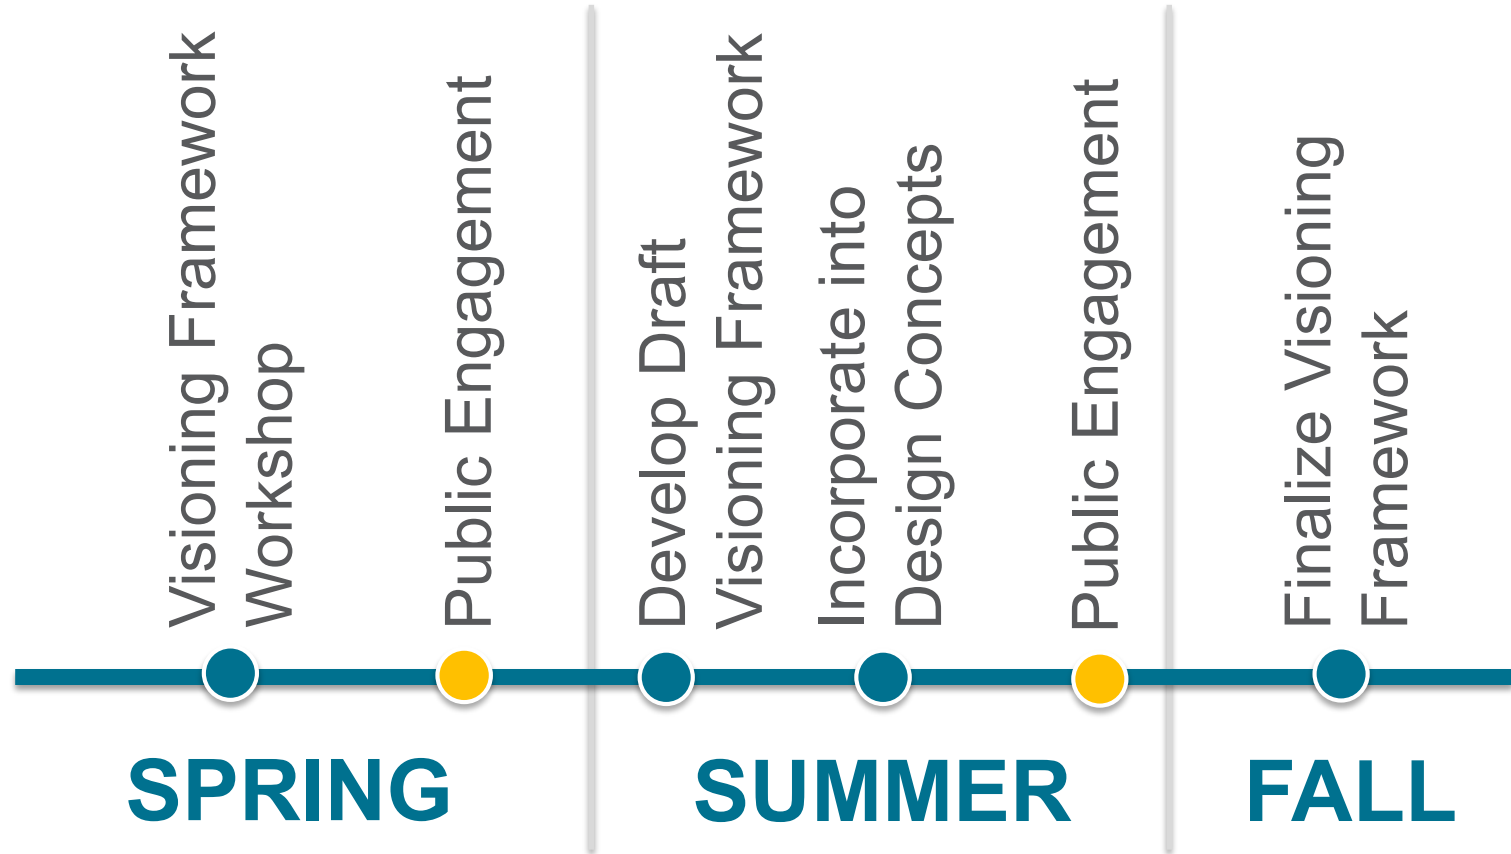 Visioning Framework
Workshop
Public Engagement
Develop Draft
Visioning Framework
Incorporate into
Design Concepts
Public Engagement
Finalize Visioning
Framework
SPRING
SUMMER
FALL